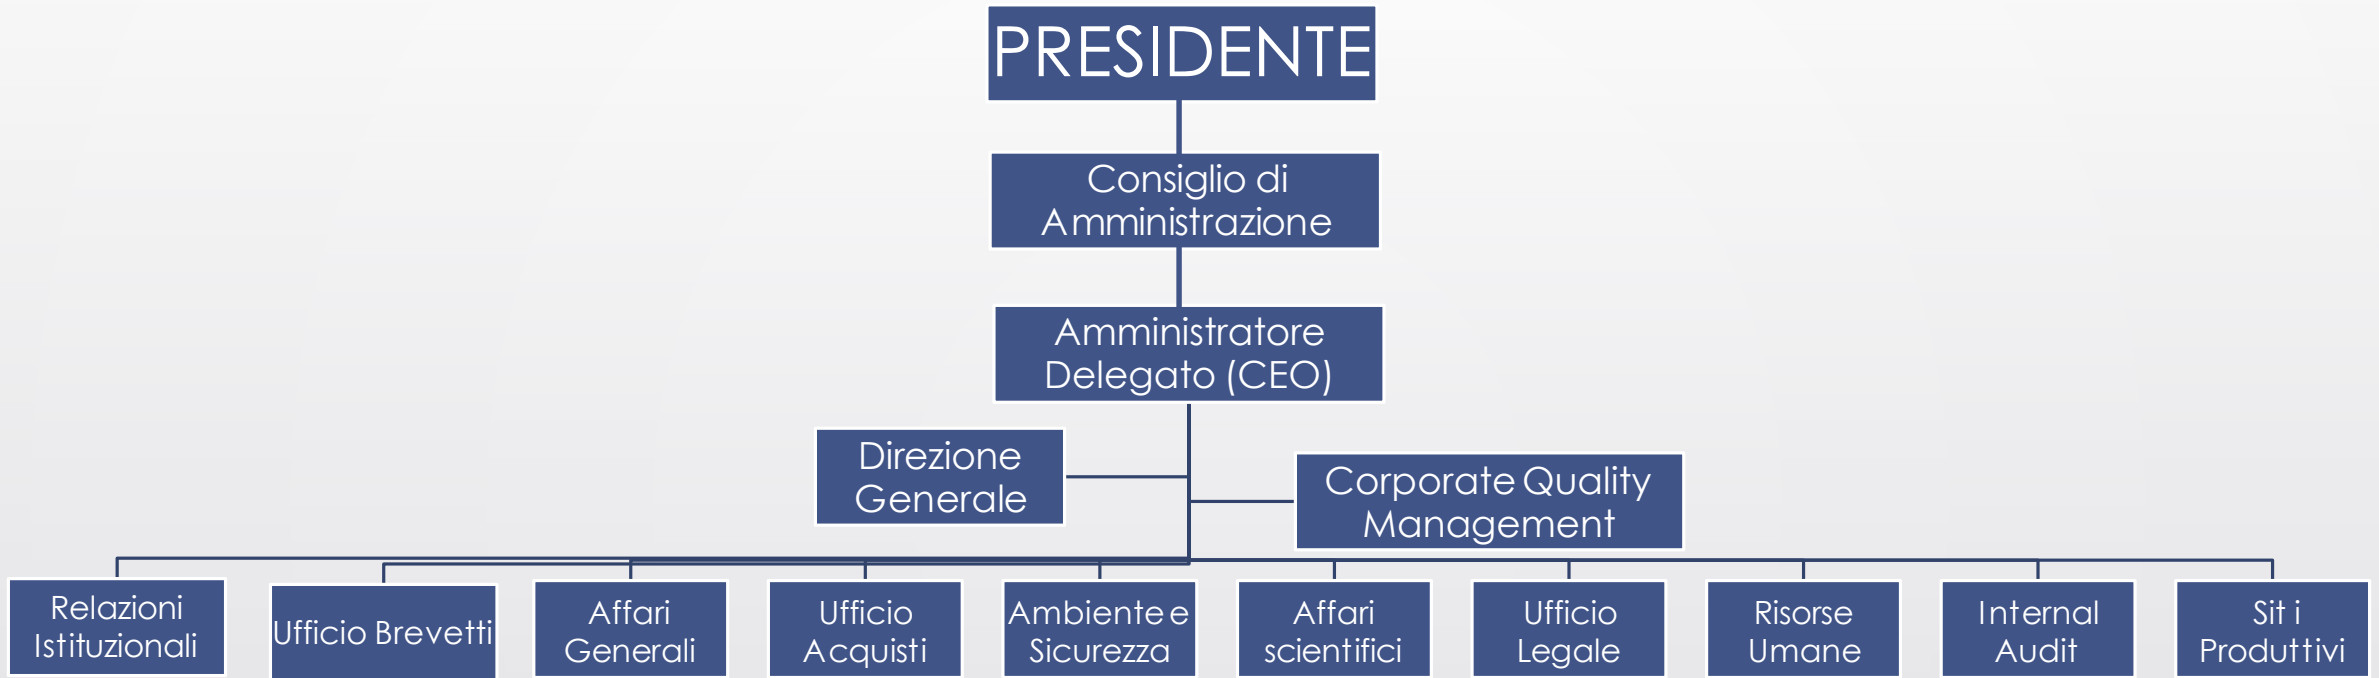 PRESIDENTE
Consiglio di
Amministrazione
Amministratore
Delegato (CEO)
Direzione
Generale
Corporate Quality
Management
Relazioni
Istituzionali
Ufficio Brevetti
Affari
Generali
Ufficio
Acquisti
Ambiente e
Sicurezza
Affari
scientifici
Ufficio
Legale
Risorse
Umane
Internal
Audit
Siti
Produttivi